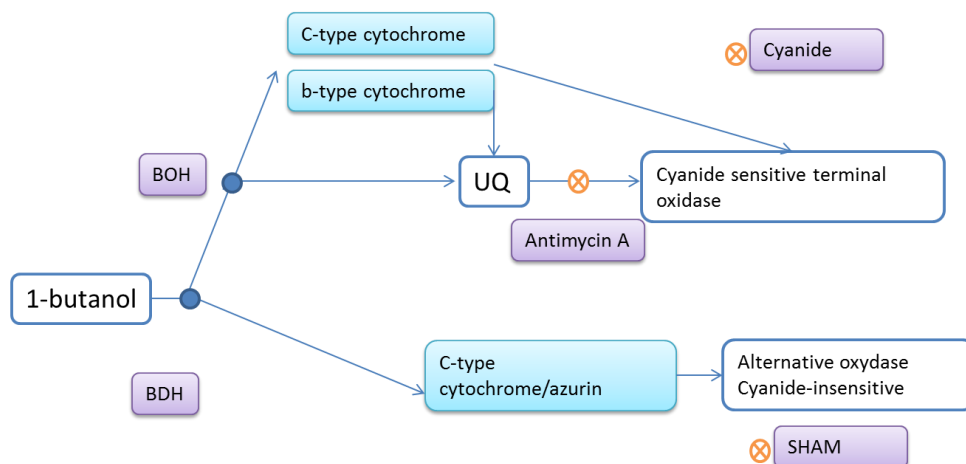 C-type cytochrome
Cyanide
b-type cytochrome
BOH
UQ
Cyanide sensitive terminal
oxidase
Antimycin A
1-butanol
C-type
cytochrome/azurin
Alternative oxydase
Cyanide-insensitive
BDH
SHAM